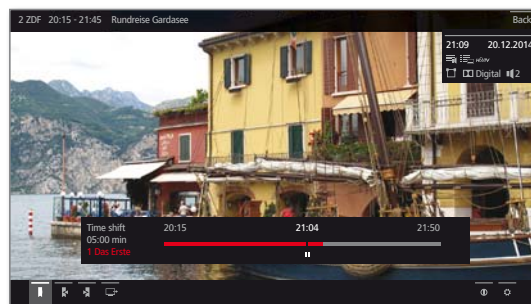 2 ZDF 20:15 - 21:45 Rundreise Gardasee Back
21:09 20.12.2014
Digital 2
Time shift 20:15 21:04 21:50
05:00 min
1 Das Erste